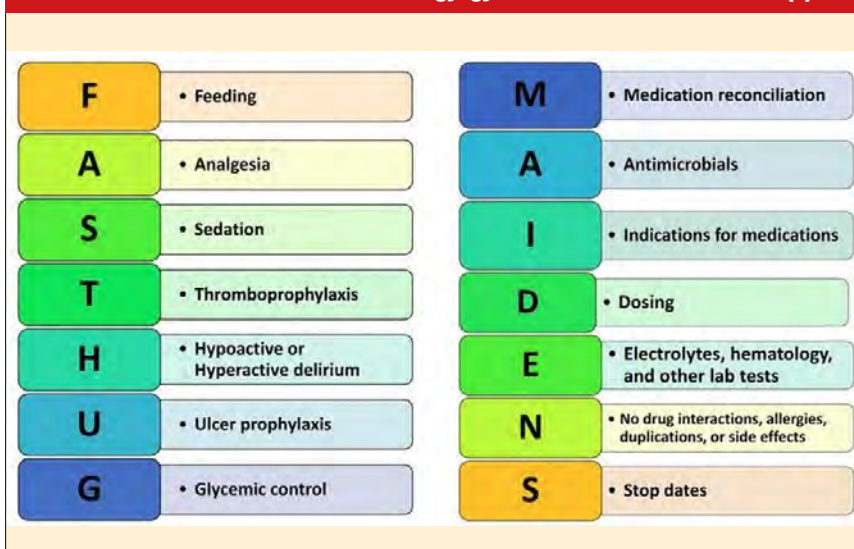 F
• Feeding
A
• Analgesia
S
• Sedation
T
• Thromboprophylaxis
H
• Hypoactive or
Hyperactive delirium
U
• Ulcer prophylaxis
G
• Glycemic control
M
• Medication reconciliation
A
• Antimicrobials
I
• Indications for medications
D
• Dosing
E
• Electrolytes, hematology,
and other lab tests
N
• No drug interactions, allergies,
duplications, or side effects
S
• Stop dates